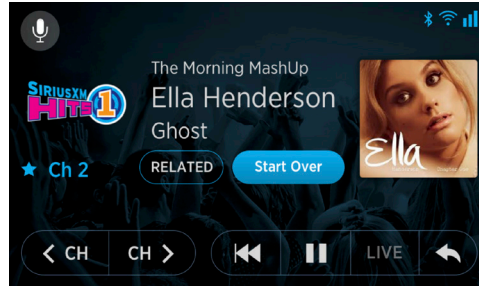 The Morning MashUp
SIRIUSXM
HITS 1
Ella Henderson
Ghost
Ch 2
RELATED
Start Over
Ella
CH
CH
LIVE